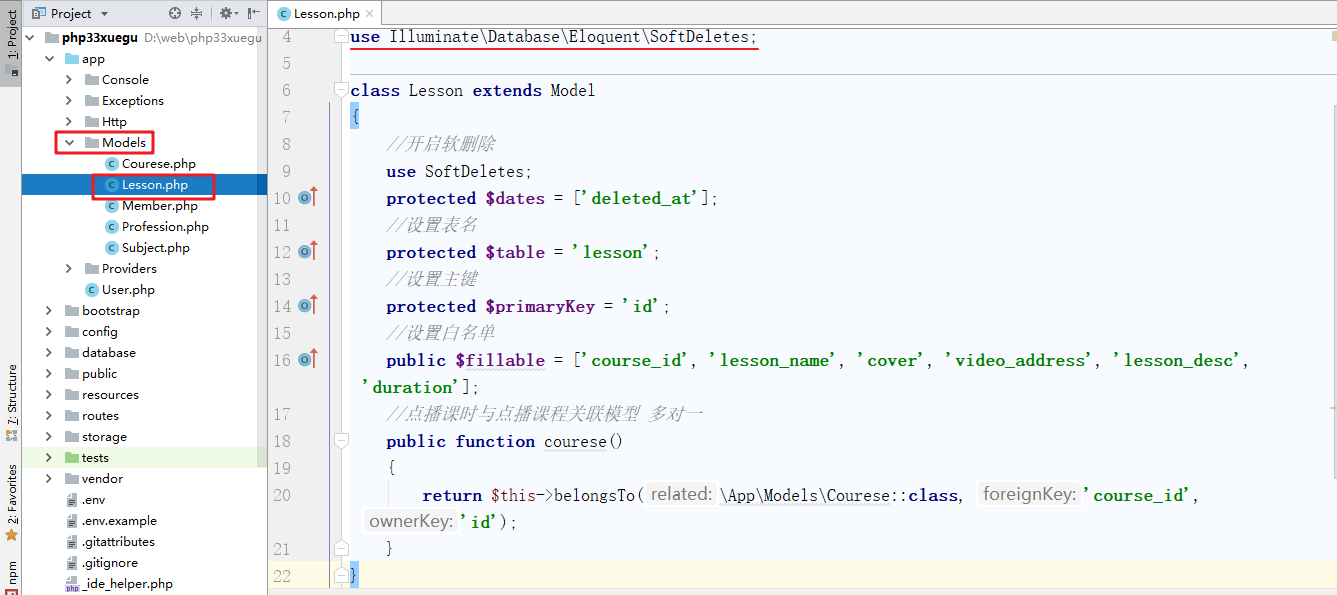 1: Project
7: Structure
2: Favorites
npm
Project
php33xuegu D:\web\php33xuegu
app
Console
Exceptions
Http
Models
Courese.php
Lesson.php
Member.php
Profession.php
Subject.php
Providers
User.php
bootstrap
config
database
public
resources
routes
storage
tests
vendor
.env
.env.example
.gitattributes
.gitignore
_ide_helper.php
Lesson.php
4 use Illuminate\Database\Eloquent\SoftDeletes;
5
6 class Lesson extends Model
7 {
8 //开启软删除
9 use SoftDeletes;
10 protected $dates = ['deleted_at'];
11 //设置表名
12 protected $table = 'lesson';
13 //设置主键
14 protected $primaryKey = 'id';
15 //设置白名单
16 public $fillable = ['course_id', 'lesson_name', 'cover', 'video_address', 'lesson_desc',
'duration'];
17 //点播课时与点播课程关联模型 多对一
18 public function courese()
19 {
20 return $this->belongsTo( related: \App\Models\Courese::class, foreignKey: 'course_id',
ownerKey: 'id');
21 }
22 }